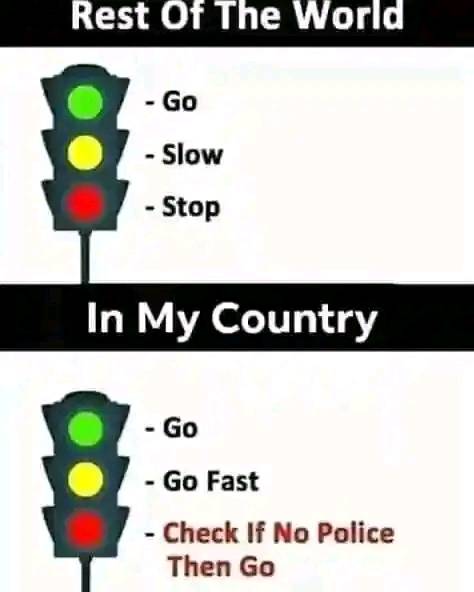 Rest Of The World
- Go
- Slow
- Stop
In My Country
- Go
- Go Fast
- Check If No Police
Then Go